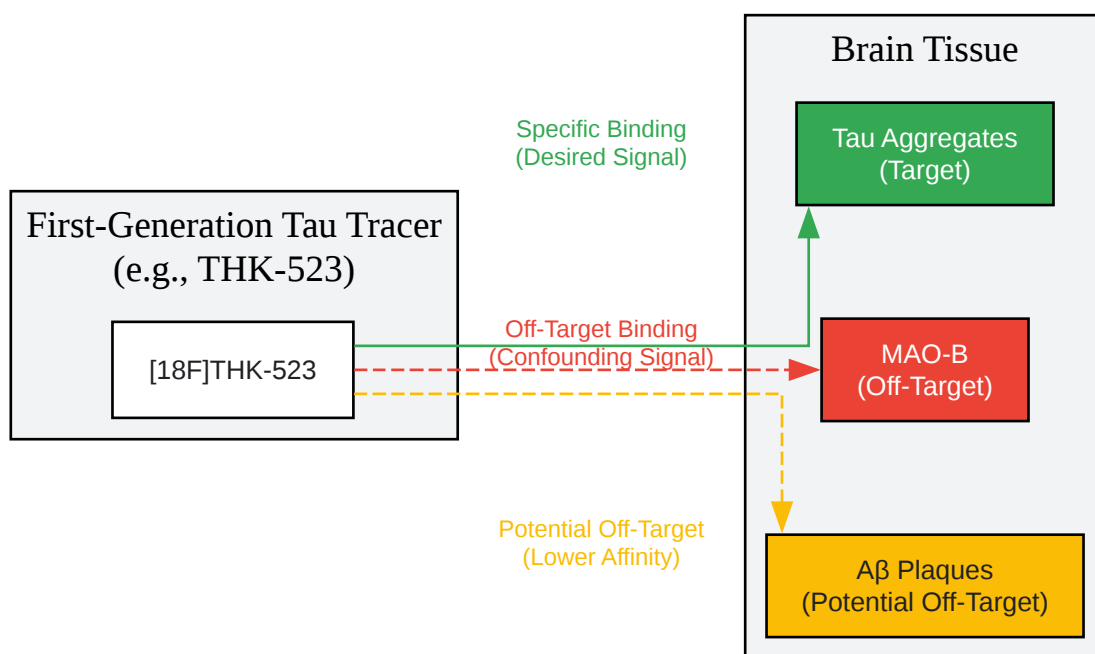 First-Generation Tau Tracer
(e.g., THK-523)
[18F]THK-523
Specific Binding
(Desired Signal)
Off-Target Binding
(Confounding Signal)
Potential Off-Target
(Lower Affinity)
Brain Tissue
Tau Aggregates
(Target)
MAO-B
(Off-Target)
Aβ Plaques
(Potential Off-Target)